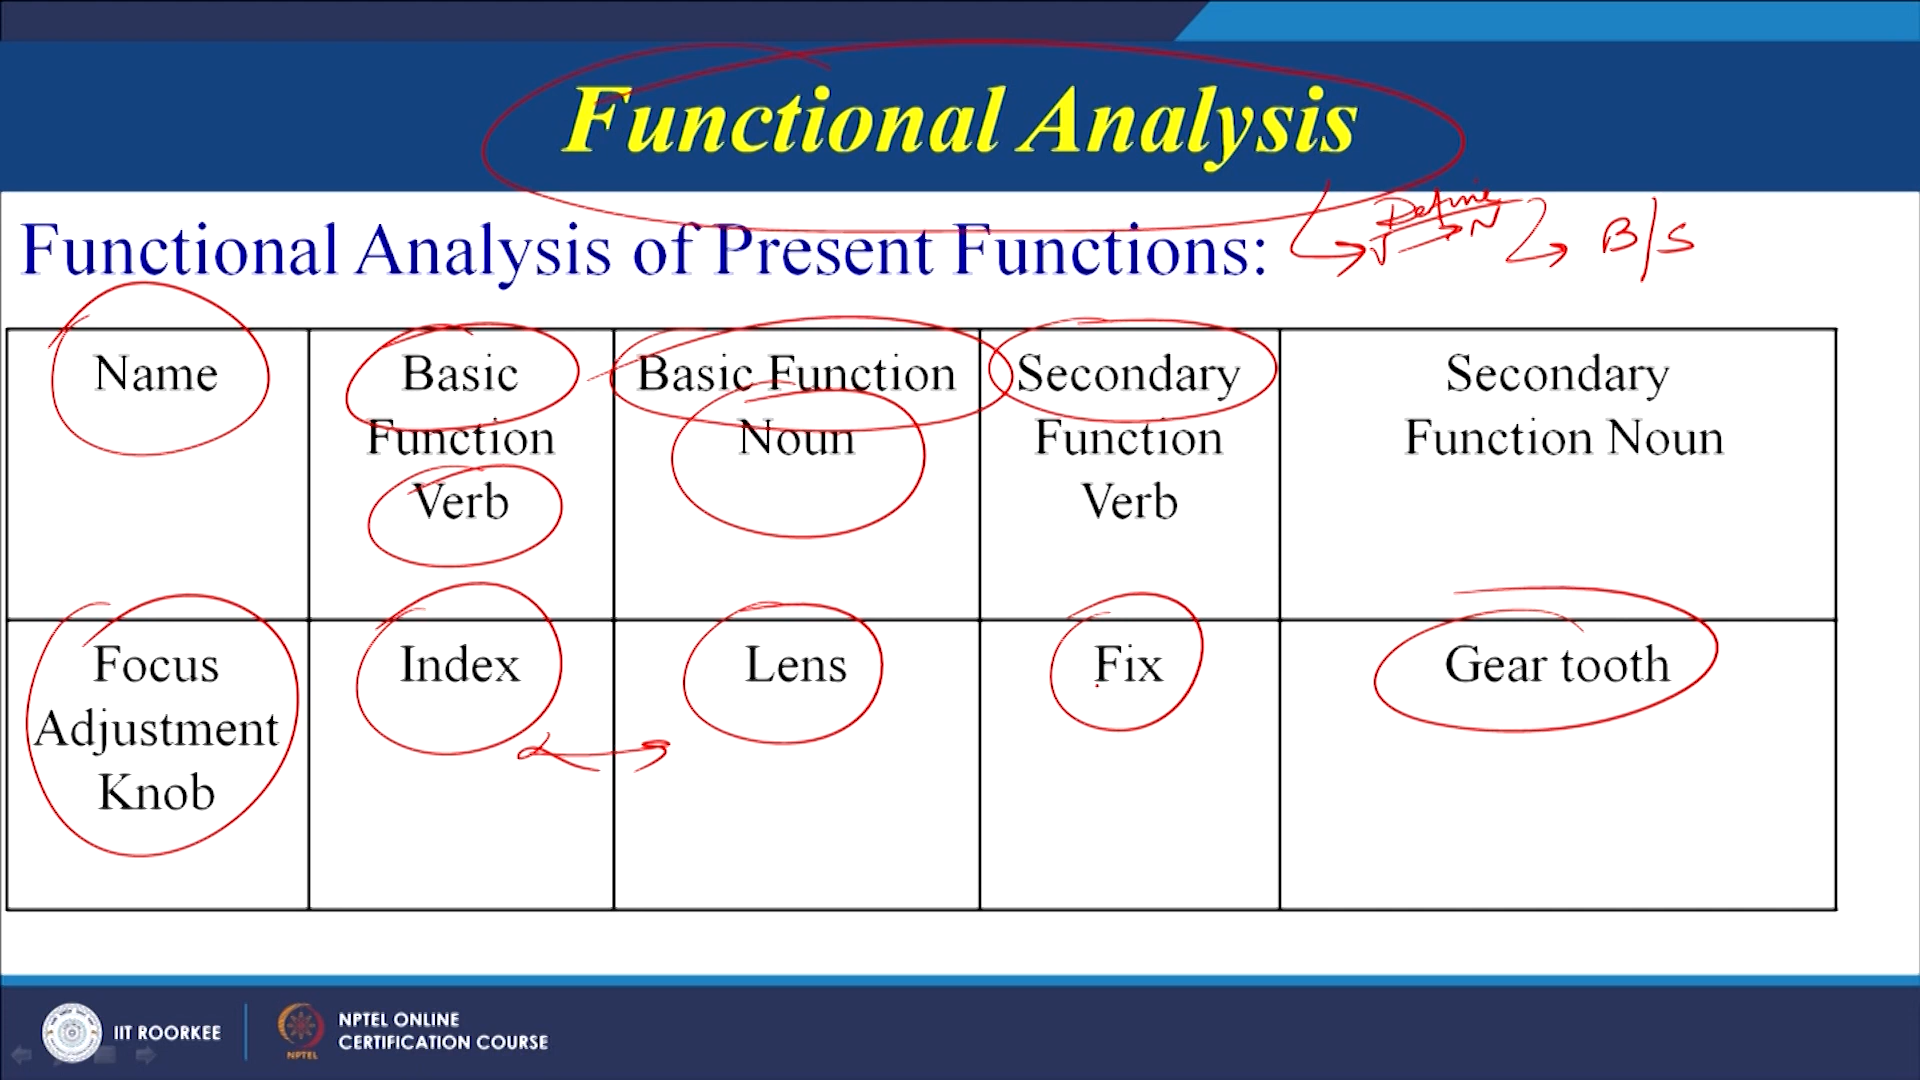 Functional Analysis
Functional Analysis of Present Functions:
Define
V → N
B/S
Name
Basic
Function
Verb
Basic Function
Noun
Secondary
Function
Verb
Secondary
Function Noun
Focus
Adjustment
Knob
Index
Lens
Fix
Gear tooth
IIT ROORKEE
NPTEL
NPTEL ONLINE
CERTIFICATION COURSE